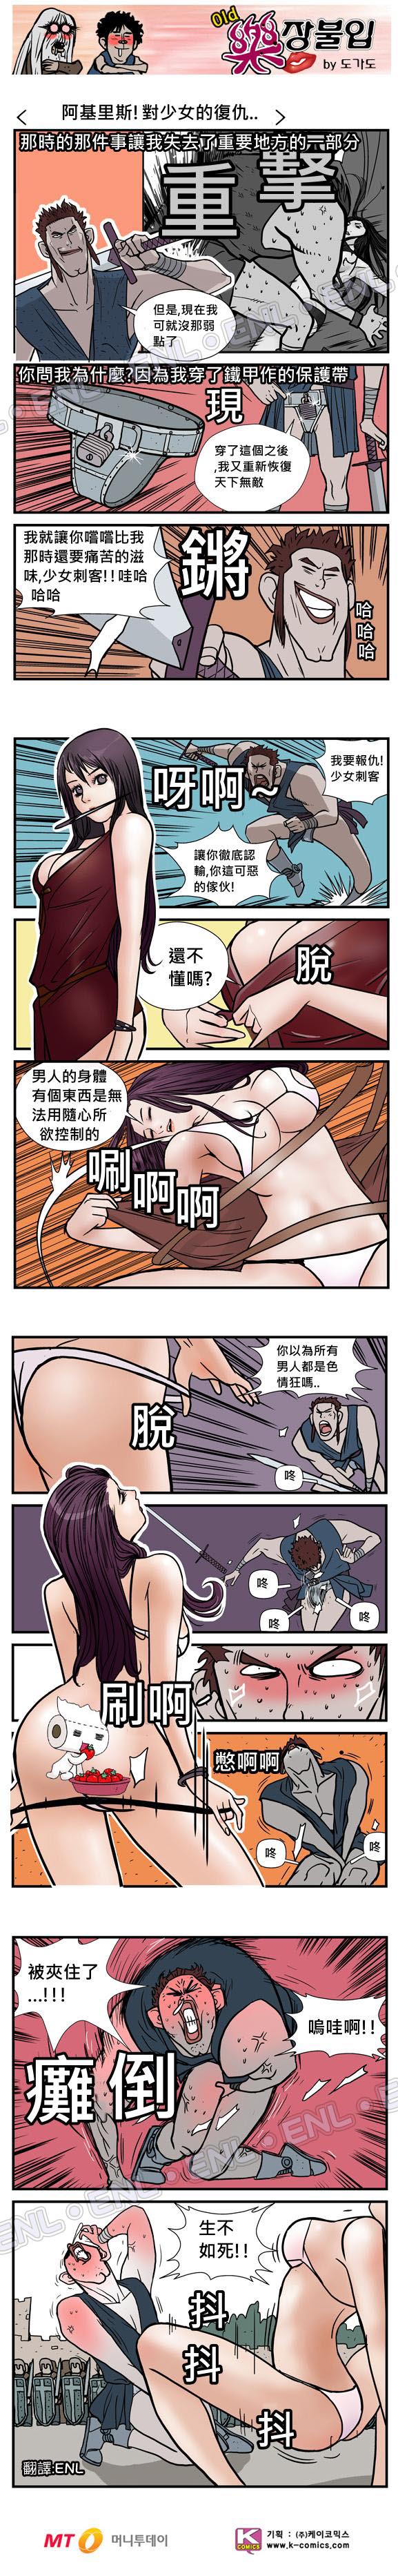 Old
樂장불입
by 도가도
< 阿基里斯! 對少女的復仇.. >
那時的那件事讓我失去了重要地方的一部分
重擊
但是,現在我
可就沒那弱
點了
你問我為什麼?因為我穿了鐵甲作的保護帶
現
穿了這個之後
,我又重新恢復
天下無敵
我就讓你嚐嚐比我
那時還要痛苦的滋
味,少女刺客!!哇哈
哈哈
鏘
哈
哈
哈
呀啊~
我要報仇!
少女刺客
讓你徹底認
輸,你這可惡
的傢伙!
還不
懂嗎?
脫
男人的身體
有個東西是無
法用隨心所
欲控制的
唰啊啊
你以為所有
男人都是色
情狂嗎..
脫
咚
咚
咚
咚
刷啊
憋啊啊
咚
咚
被夾住了
...!!!
嗚哇啊!!
癱倒
生不
如死!!
抖
抖
抖
翻譯:ENL
ENL
ENL
ENL
ENL
MT 머니투데이
K COMICS
기획 : (주)케이코믹스
www.k-comics.com